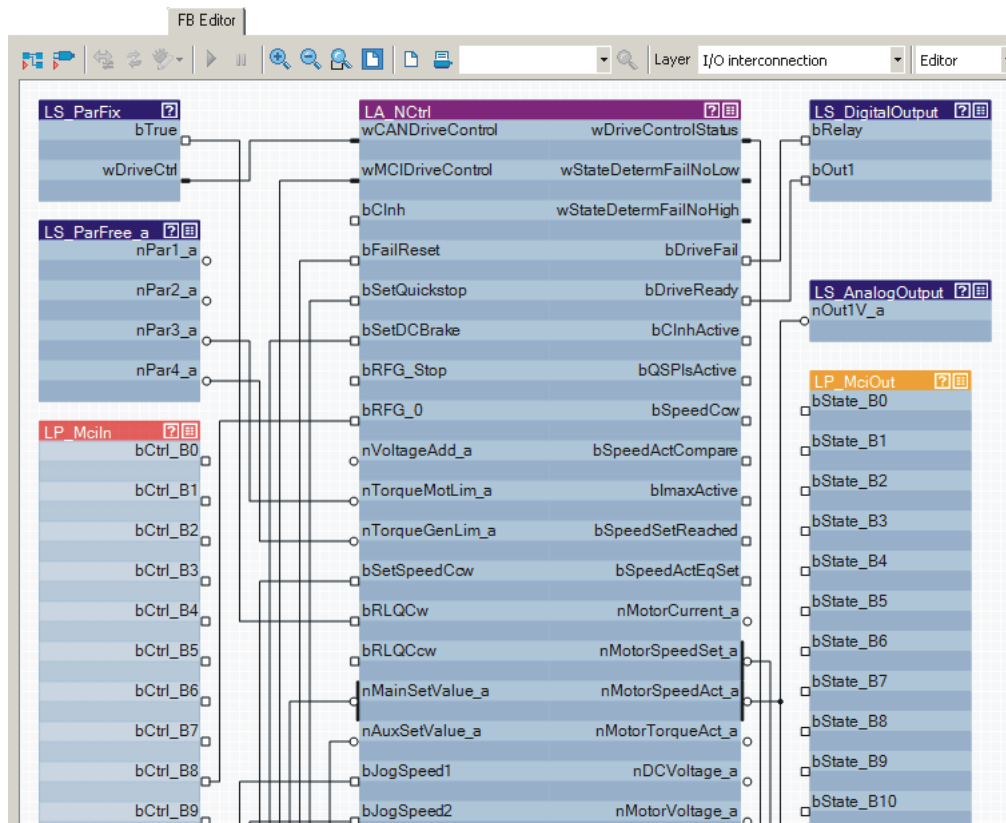 FB Editor
Layer I/O interconnection Editor
LS_ParFix ?
bTrue
wDriveCtrl
LS_ParFree_a ?
nPar1_a
nPar2_a
nPar3_a
nPar4_a
LP_MciIn ?
bCtrl_B0
bCtrl_B1
bCtrl_B2
bCtrl_B3
bCtrl_B4
bCtrl_B5
bCtrl_B6
bCtrl_B7
bCtrl_B8
bCtrl_B9
LA_NCtrl ?
wCANDriveControl wDriveControlStatus
wMCIDriveControl wStateDetermFailNoLow
bCInh wStateDetermFailNoHigh
bFailReset bDriveFail
bSetQuickstop bDriveReady
bSetDCBrake bCInhActive
bRFG_Stop bQSPIsActive
bRFG_0 bSpeedCcw
nVoltageAdd_a bSpeedActCompare
nTorqueMotLim_a bImaxActive
nTorqueGenLim_a bSpeedSetReached
bSetSpeedCcw bSpeedActEqSet
bRLQCw nMotorCurrent_a
bRLQCcw nMotorSpeedSet_a
nMainSetValue_a nMotorSpeedAct_a
nAuxSetValue_a nMotorTorqueAct_a
bJogSpeed1 nDCVoltage_a
bJogSpeed2 nMotorVoltage_a
LS_DigitalOutput ?
bRelay
bOut1
LS_AnalogOutput ?
nOut1V_a
LP_MciOut ?
bState_B0
bState_B1
bState_B2
bState_B3
bState_B4
bState_B5
bState_B6
bState_B7
bState_B8
bState_B9
bState_B10